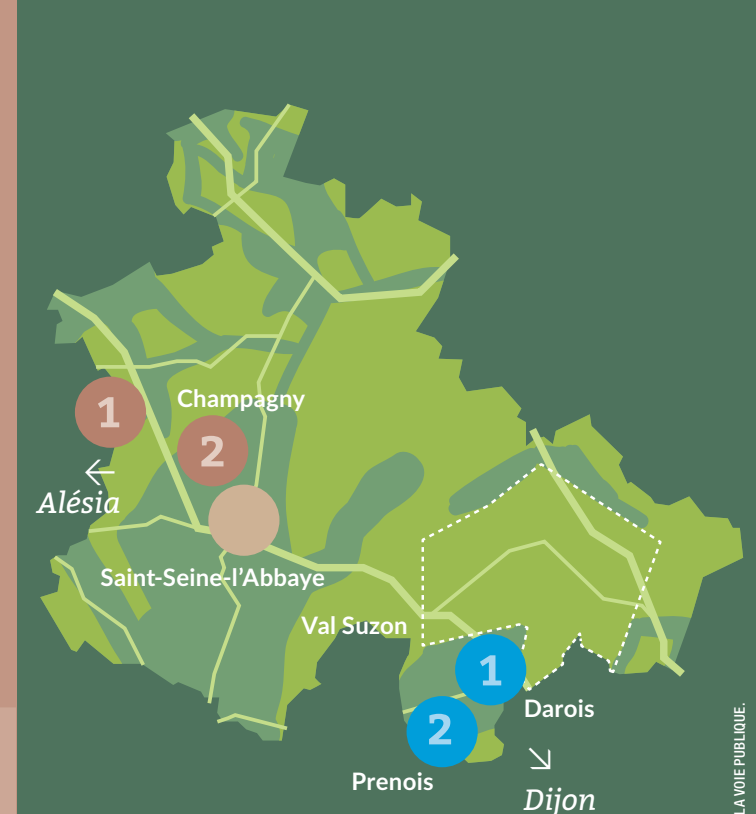 Champagny
1
2
Alésia
Saint-Seine-l'Abbaye
Val Suzon
1
Darois
2
Prenois
Dijon
LA VOIE PUBLIQUE.